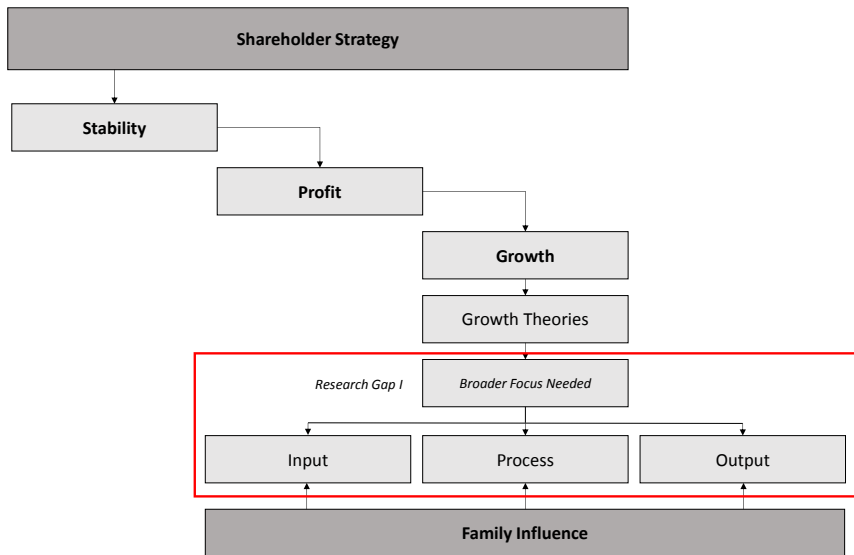 Shareholder Strategy
Stability
Profit
Growth
Growth Theories
Research Gap I
Broader Focus Needed
Input
Process
Output
Family Influence